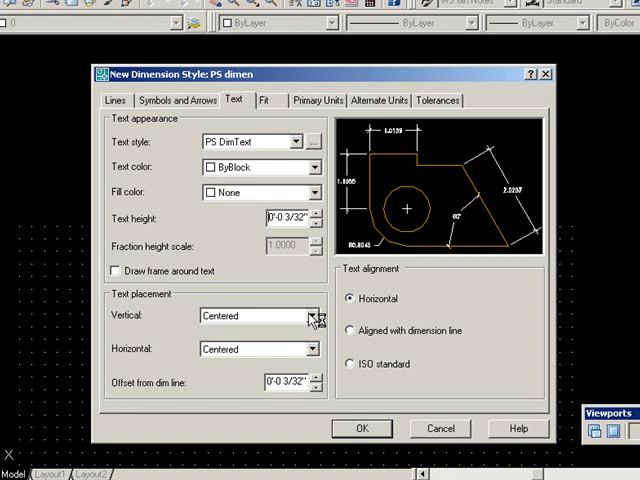 MS Bin Notes
Standard
0
ByLayer
ByLayer
ByLayer
ByColor
New Dimension Style: PS dimen
Lines
Symbols and Arrows
Text
Fit
Primary Units
Alternate Units
Tolerances
Text appearance
Text style:
PS DimText
...
Text color:
ByBlock
Fill color:
None
Text height:
0'-0 3/32"
Fraction height scale:
1.0000
Draw frame around text
1.0159
1.1955
2.0207
60°
R0.8045
Text placement
Vertical:
Centered
Horizontal:
Centered
Offset from dim line:
0'-0 3/32"
Text alignment
Horizontal
Aligned with dimension line
ISO standard
OK
Cancel
Help
Viewports
X
Model
Layout1
Layout2